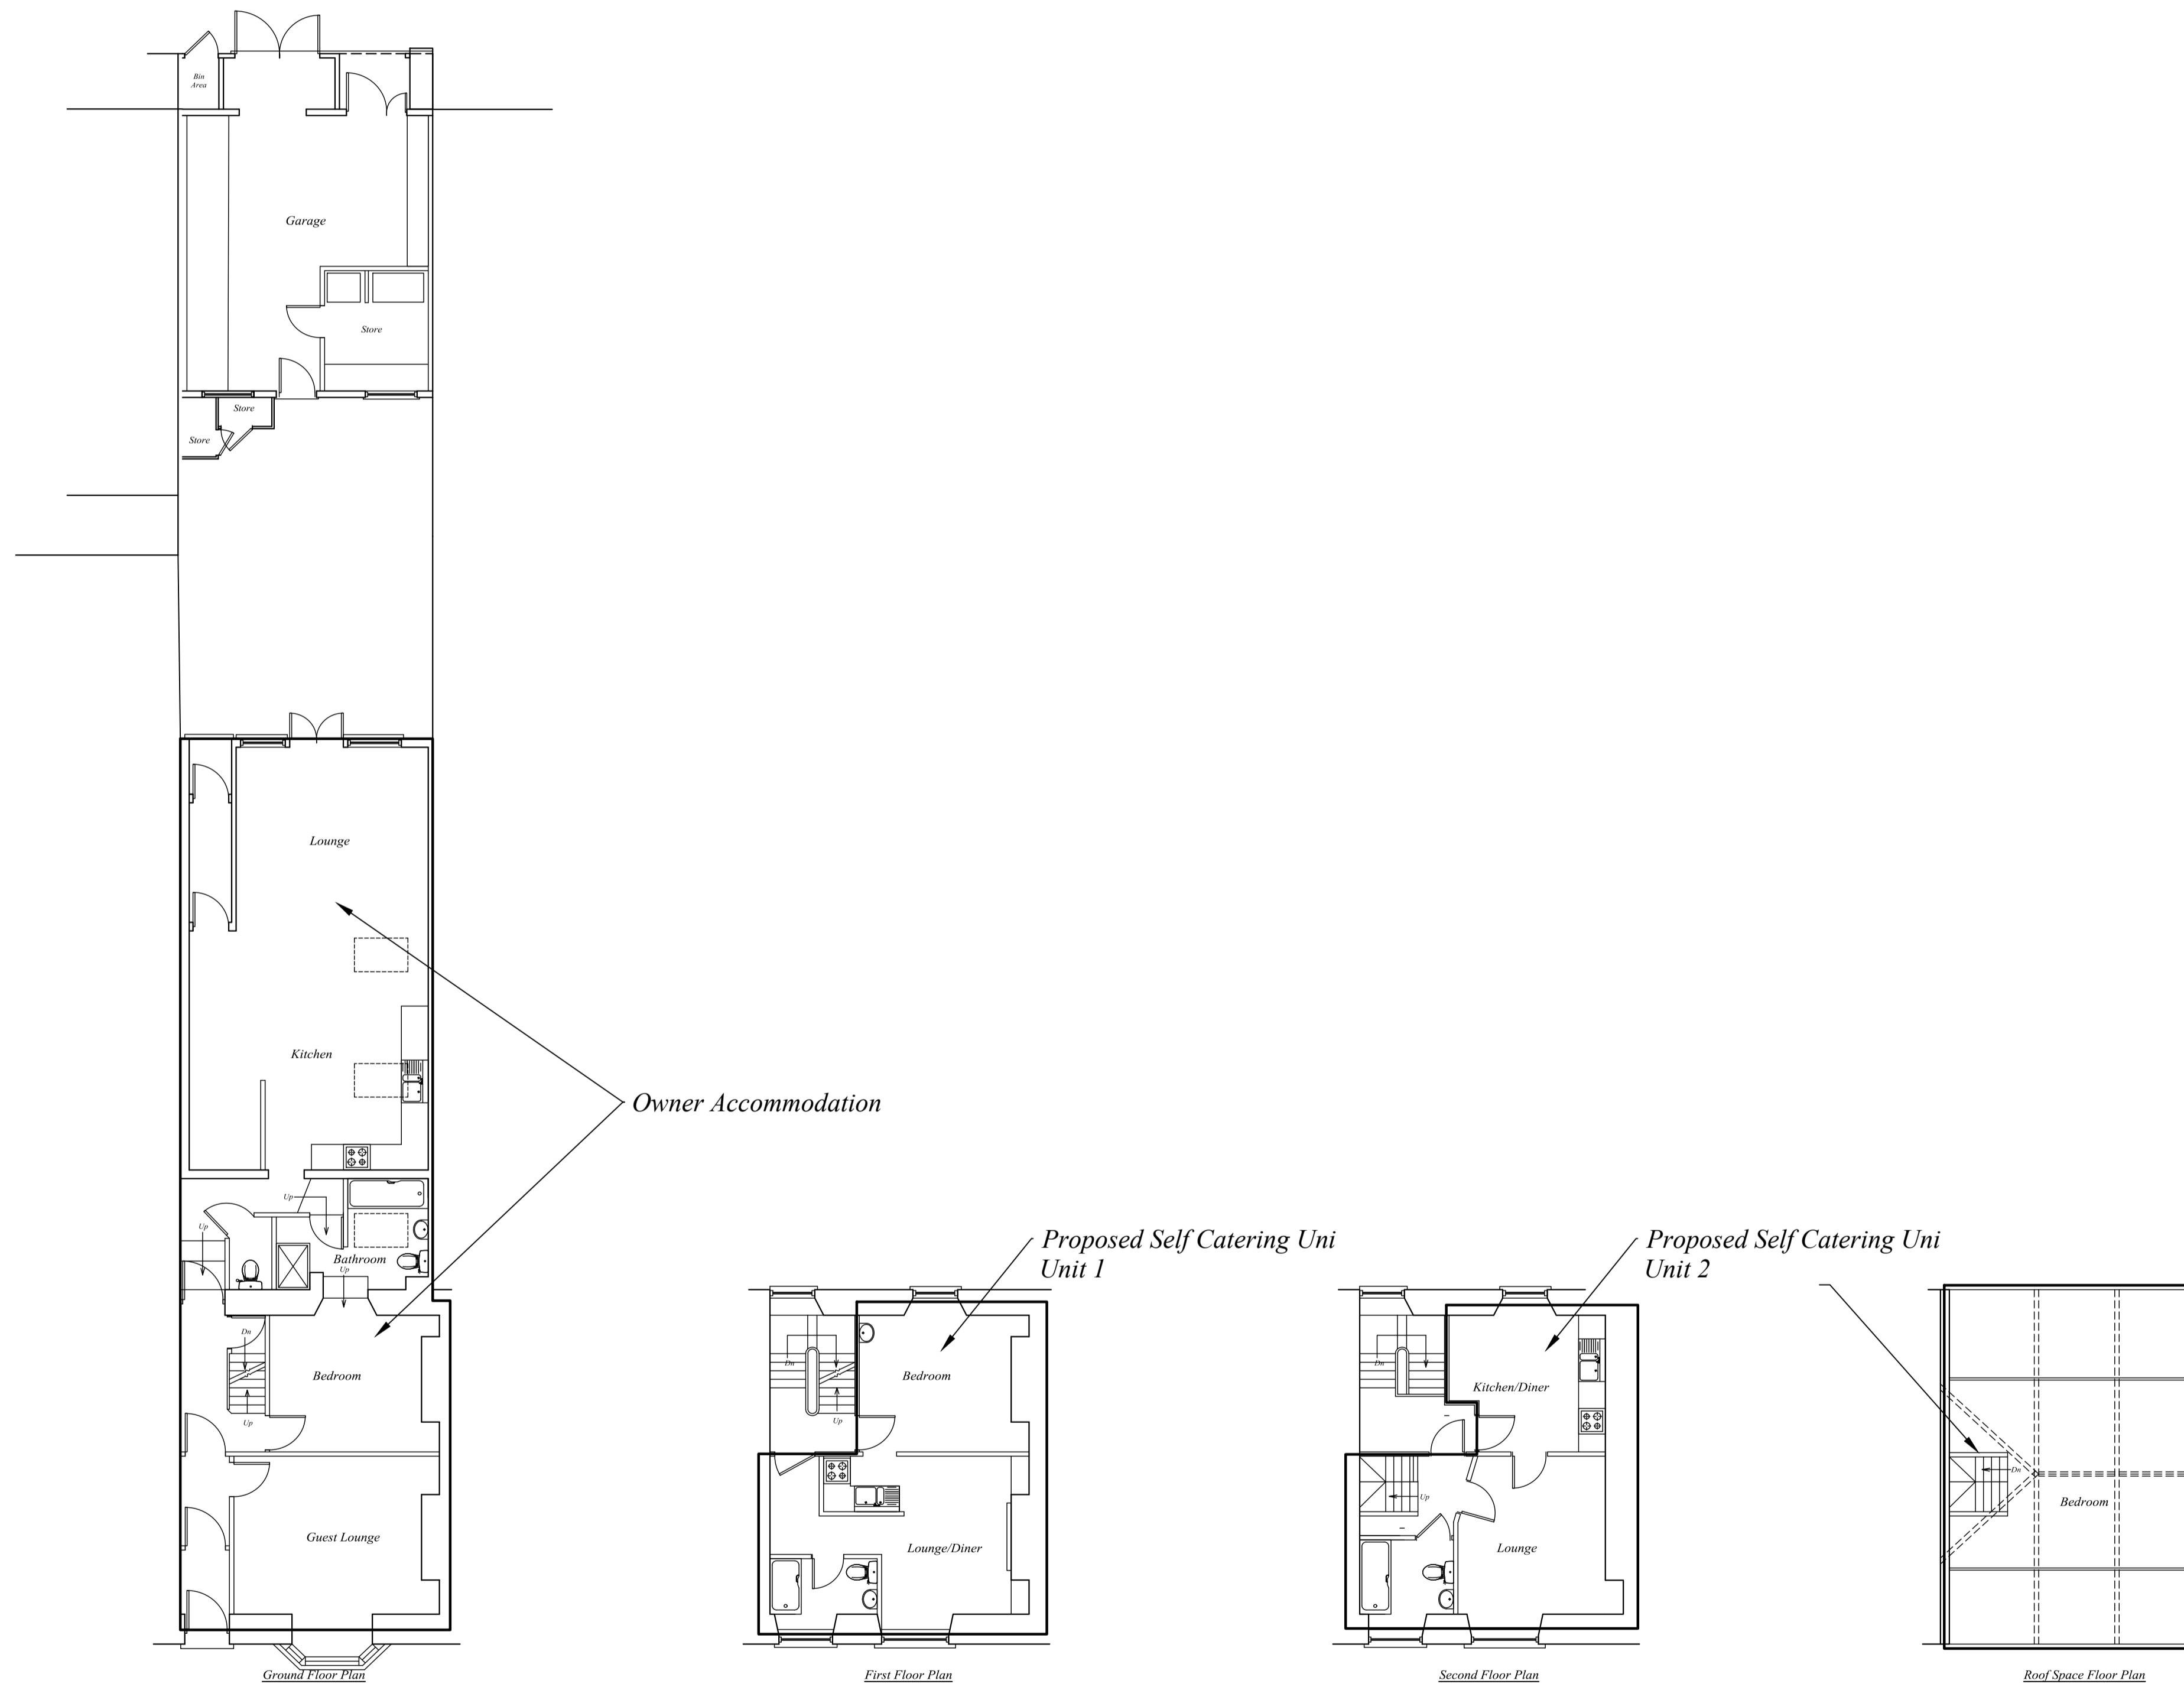 Bin
Area
Garage
Store
Store
Store
Lounge
Kitchen
Owner Accommodation
Up
Up
Bathroom
Up
Dn
Bedroom
Up
Guest Lounge
Ground Floor Plan
Proposed Self Catering Uni
Unit 1
Dn
Bedroom
Up
Lounge/Diner
First Floor Plan
Proposed Self Catering Uni
Unit 2
Dn
Kitchen/Diner
Up
Lounge
Second Floor Plan
Dn
Bedroom
Roof Space Floor Plan